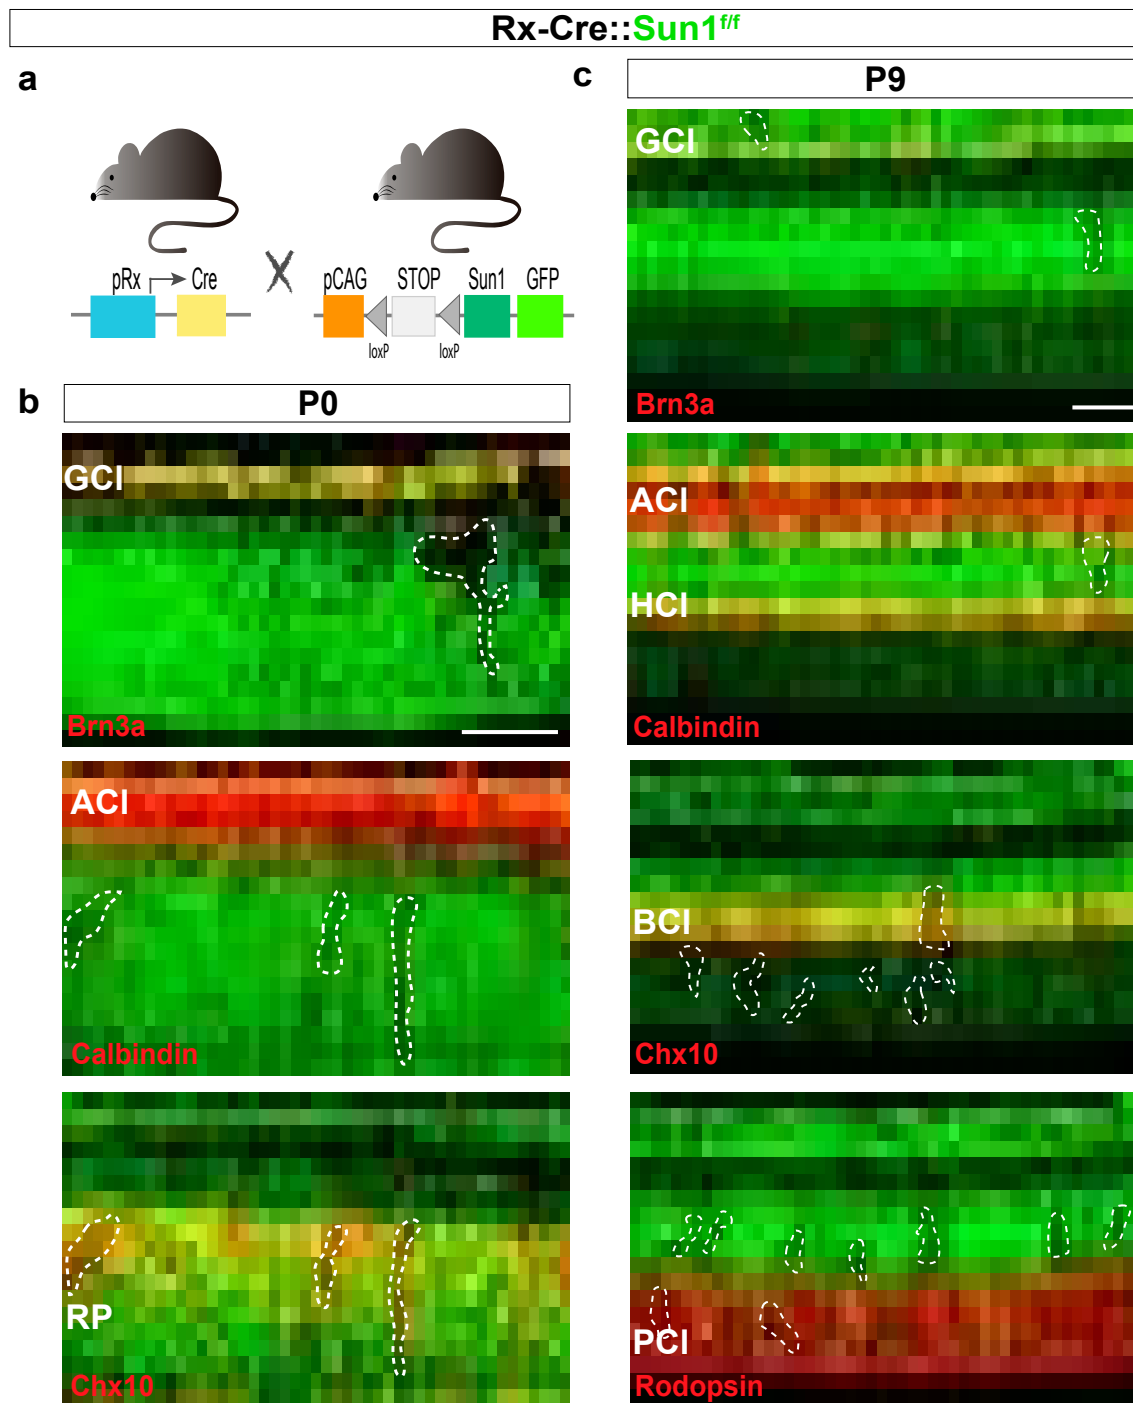 Rx-Cre::Sun1f/f
a
pRx
Cre
X
pCAG
STOP
Sun1
GFP
loxP
loxP
b
P0
GCl
Brn3a
ACl
Calbindin
RP
Chx10
c
P9
GCl
Brn3a
ACl
HCl
Calbindin
BCl
Chx10
PCl
Rodopsin